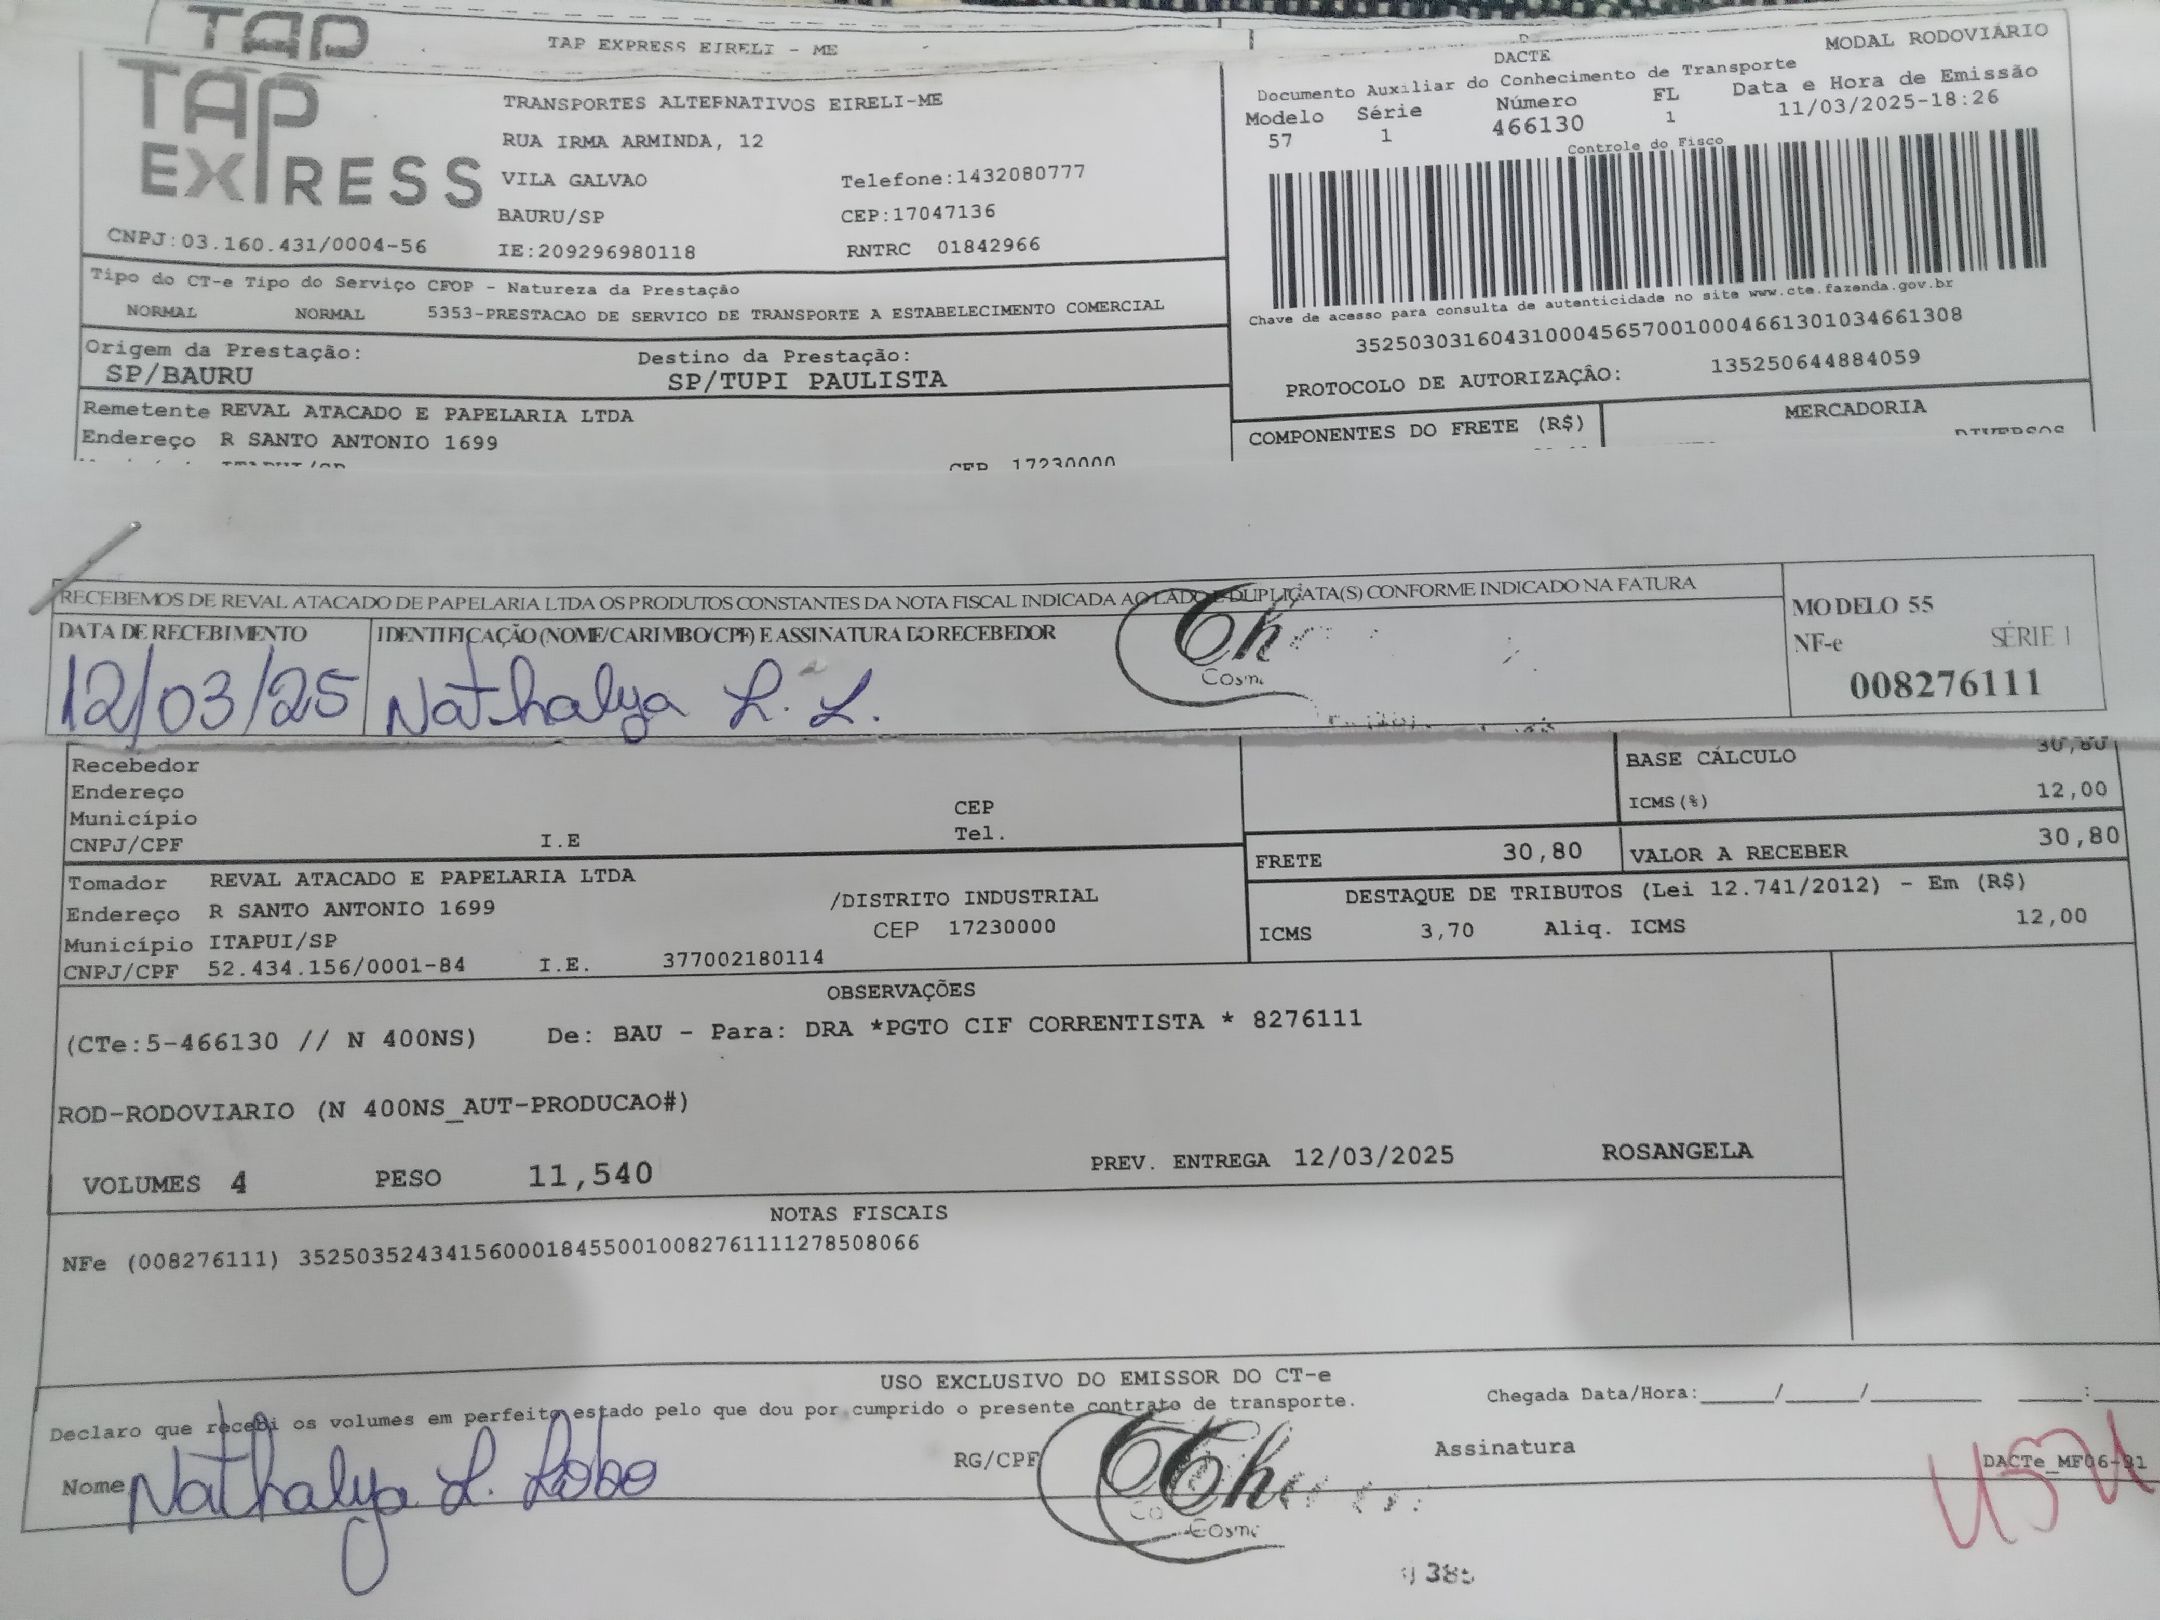 TAP
TAP EXPRESS EIRELI - ME
TAP
EXPRESS
TRANSPORTES ALTERNATIVOS EIRELI-ME
RUA IRMA ARMINDA, 12
VILA GALVAO Telefone:1432080777
BAURU/SP CEP:17047136
CNPJ:03.160.431/0004-56 IE:209296980118 RNTRC 01842966
DACTE MODAL RODOVIÁRIO
Documento Auxiliar do Conhecimento de Transporte
Modelo Série Número FL Data e Hora de Emissão
57 1 466130 1 11/03/2025-18:26
Controle do Fisco
Chave de acesso para consulta de autenticidade no site www.cte.fazenda.gov.br
35250303160431000456570010004661301034661308
PROTOCOLO DE AUTORIZAÇÃO: 135250644884059
Tipo do CT-e Tipo do Serviço CFOP - Natureza da Prestação
NORMAL NORMAL 5353-PRESTACAO DE SERVICO DE TRANSPORTE A ESTABELECIMENTO COMERCIAL
Origem da Prestação: Destino da Prestação:
SP/BAURU SP/TUPI PAULISTA
Remetente REVAL ATACADO E PAPELARIA LTDA
Endereço R SANTO ANTONIO 1699
CEP 17230000
COMPONENTES DO FRETE (R$) MERCADORIA
DIVERSOS
RECEBEMOS DE REVAL ATACADO DE PAPELARIA LTDA OS PRODUTOS CONSTANTES DA NOTA FISCAL INDICADA AO LADO E DUPLICATA(S) CONFORME INDICADO NA FATURA
DATA DE RECEBIMENTO IDENTIFICAÇÃO (NOME/CARIMBO/CPF) E ASSINATURA DO RECEBEDOR
12/03/25 Nathalya L. L.
MODELO 55
NF-e SÉRIE 1
008276111
Recebedor
Endereço
Município CEP
CNPJ/CPF I.E Tel.
BASE CÁLCULO 30,80
ICMS(%) 12,00
FRETE 30,80 VALOR A RECEBER 30,80
Tomador REVAL ATACADO E PAPELARIA LTDA
Endereço R SANTO ANTONIO 1699 /DISTRITO INDUSTRIAL
Município ITAPUI/SP CEP 17230000
CNPJ/CPF 52.434.156/0001-84 I.E. 377002180114
DESTAQUE DE TRIBUTOS (Lei 12.741/2012) - Em (R$)
ICMS 3,70 Aliq. ICMS 12,00
OBSERVAÇÕES
(CTe:5-466130 // N 400NS) De: BAU - Para: DRA *PGTO CIF CORRENTISTA * 8276111
ROD-RODOVIARIO (N 400NS_AUT-PRODUCAO#)
VOLUMES 4 PESO 11,540 PREV. ENTREGA 12/03/2025 ROSANGELA
NOTAS FISCAIS
NFe (008276111) 35250352434156000184550010082761111278508066
USO EXCLUSIVO DO EMISSOR DO CT-e
Declaro que recebi os volumes em perfeito estado pelo que dou por cumprido o presente contrato de transporte.
Chegada Data/Hora:_____/_____/_______ ____:____
Nome Nathalya L. Lobo RG/CPF Assinatura
DACTe_MF06-91